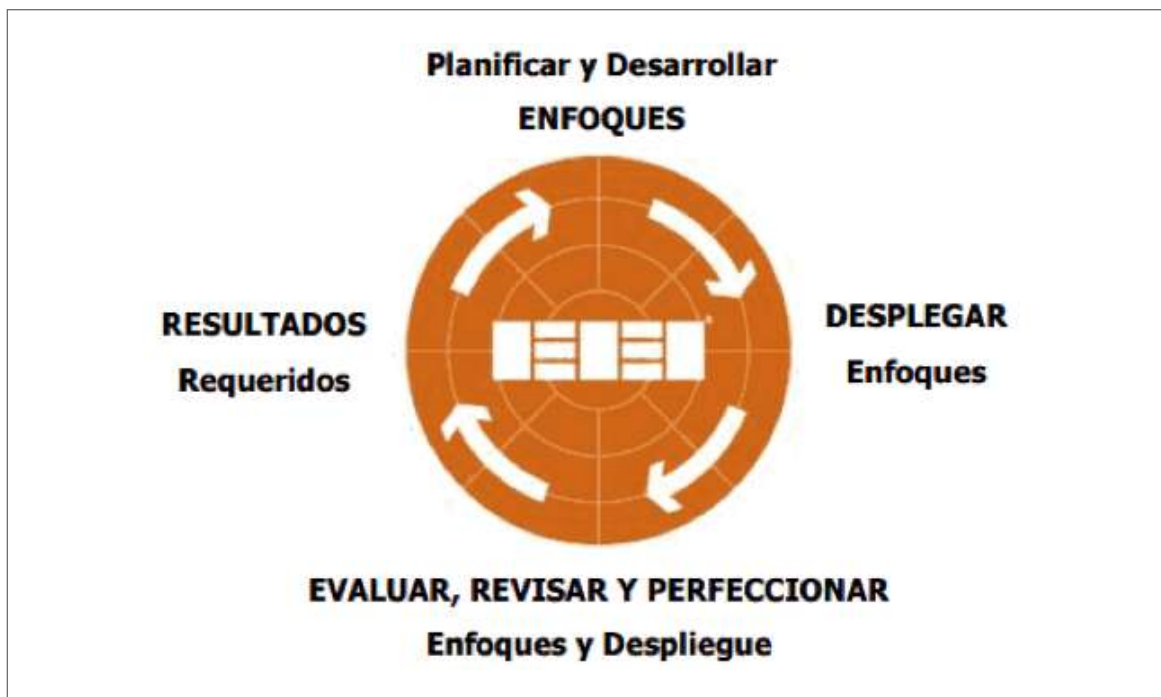 Planificar y Desarrollar
ENFOQUES
RESULTADOS
Requeridos
DESPLEGAR
Enfoques
EVALUAR, REVISAR Y PERFECCIONAR
Enfoques y Despliegue